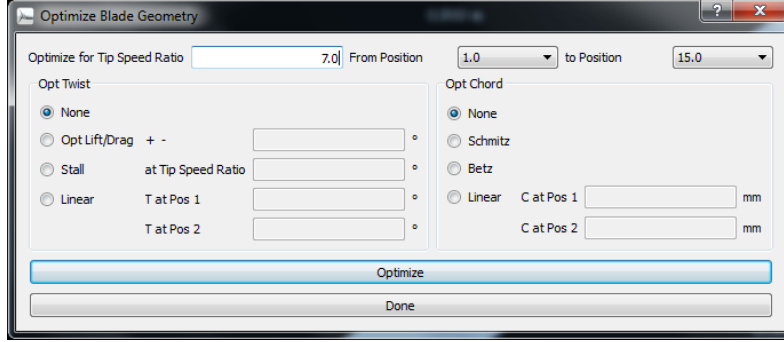 Optimize Blade Geometry
Optimize for Tip Speed Ratio 7.0 From Position 1.0 to Position 15.0
Opt Twist
None
Opt Lift/Drag + - °
Stall at Tip Speed Ratio °
Linear T at Pos 1 °
T at Pos 2 °
Opt Chord
None
Schmitz
Betz
Linear C at Pos 1 mm
C at Pos 2 mm
Optimize
Done